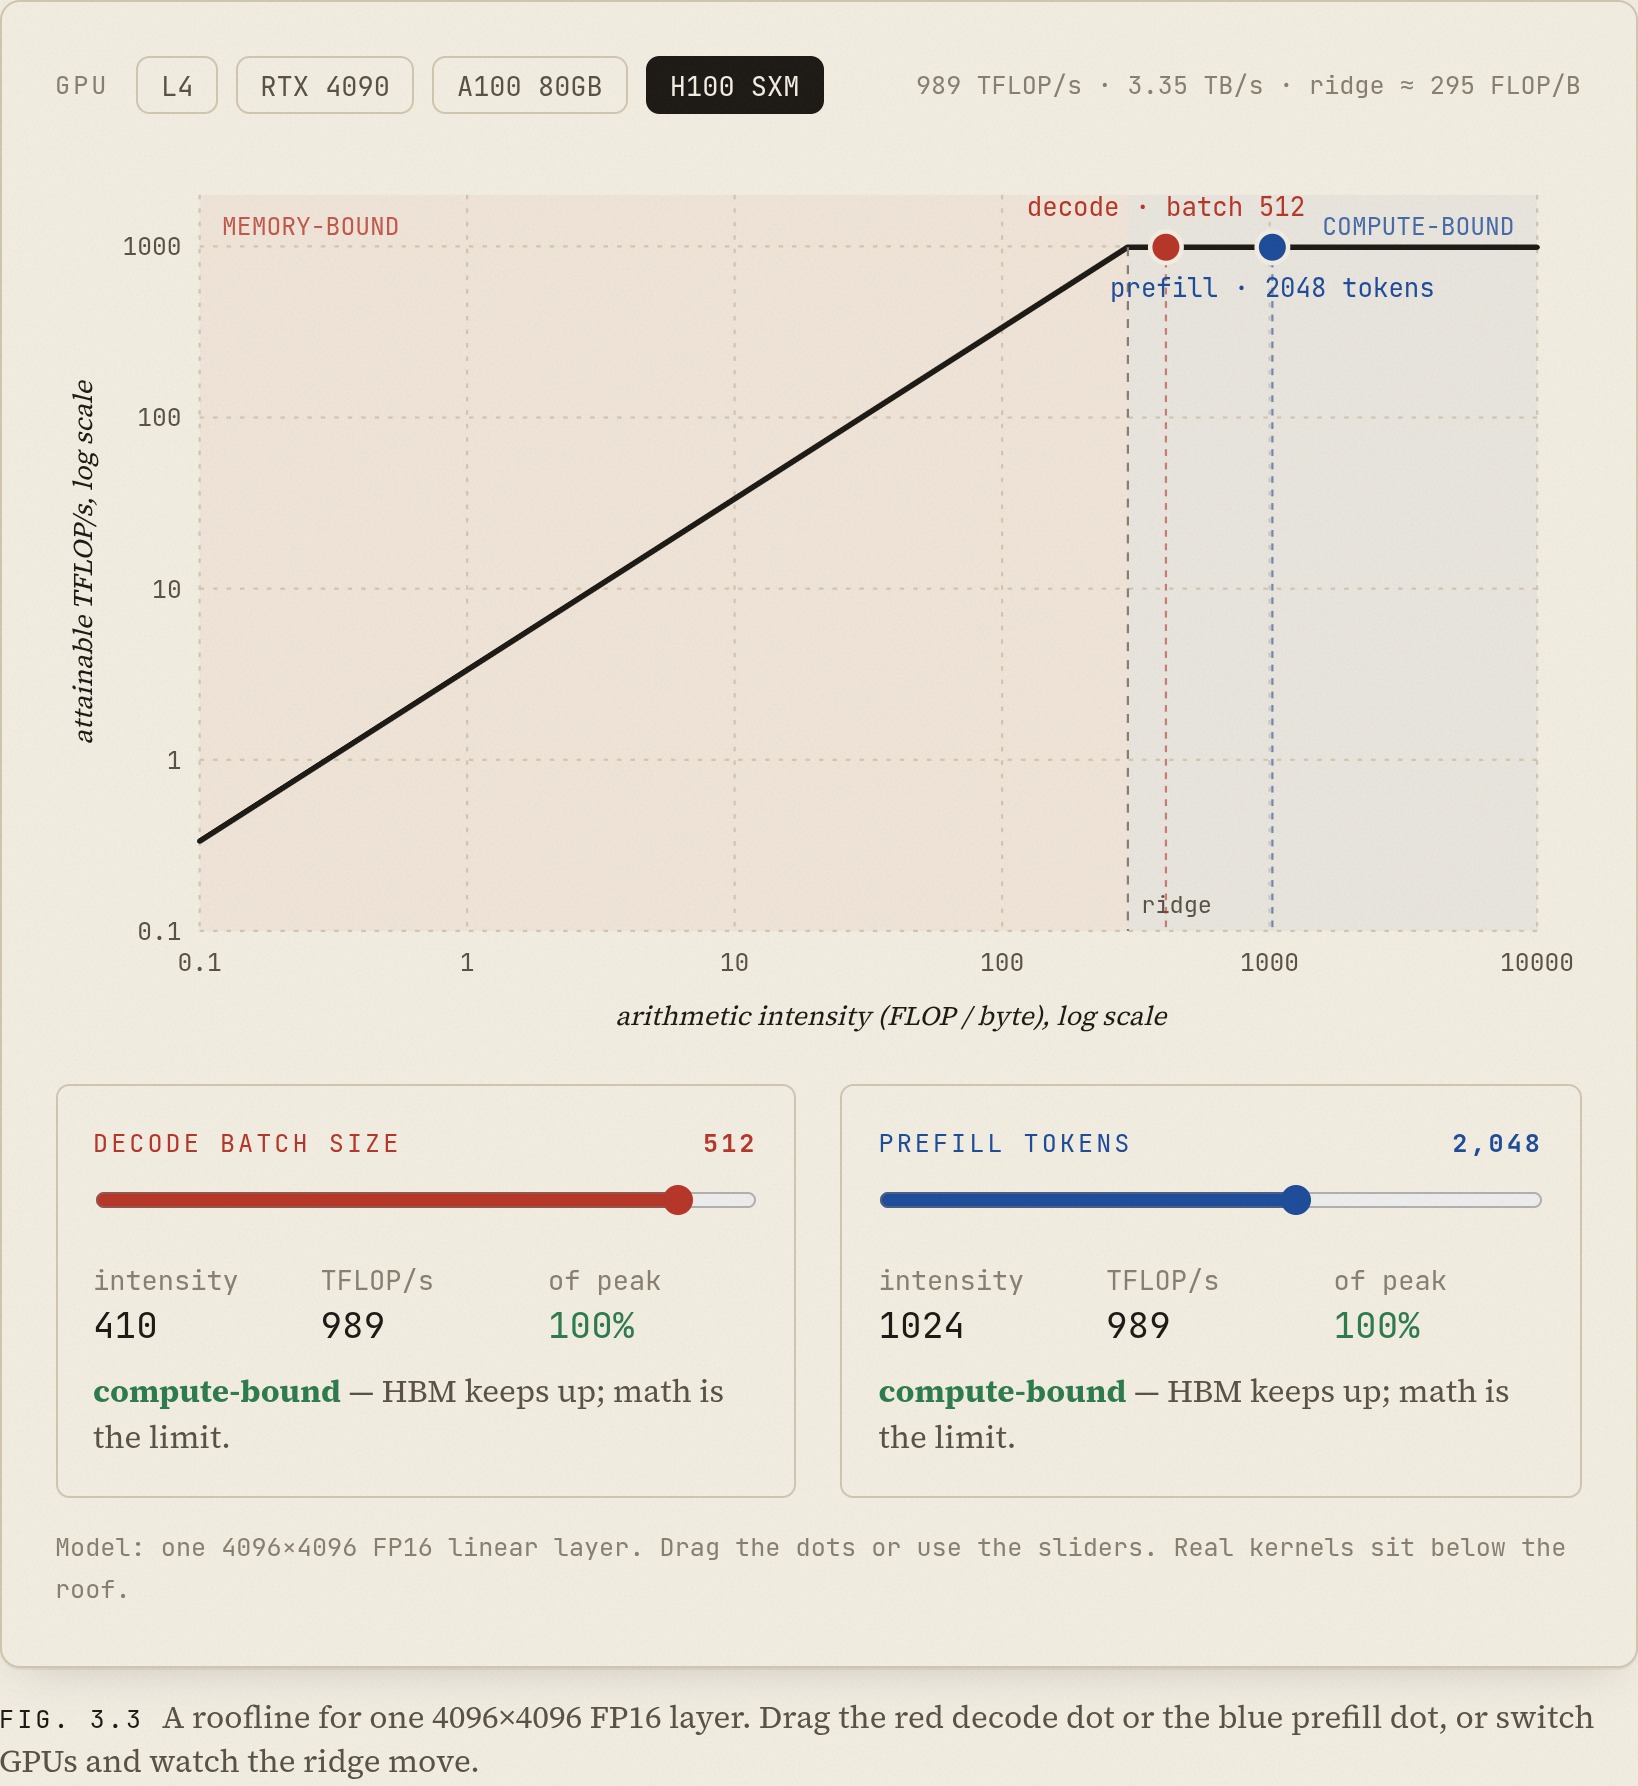 GPU L4 RTX 4090 A100 80GB H100 SXM 989 TFLOP/s · 3.35 TB/s · ridge ≈ 295 FLOP/B
decode · batch 512
MEMORY-BOUND COMPUTE-BOUND
1000
prefill · 2048 tokens
100
10
1
0.1
attainable TFLOP/s, log scale
ridge
0.1 1 10 100 1000 10000
arithmetic intensity (FLOP / byte), log scale
DECODE BATCH SIZE 512
intensity TFLOP/s of peak
410 989 100%
compute-bound — HBM keeps up; math is
the limit.
PREFILL TOKENS 2,048
intensity TFLOP/s of peak
1024 989 100%
compute-bound — HBM keeps up; math is
the limit.
Model: one 4096×4096 FP16 linear layer. Drag the dots or use the sliders. Real kernels sit below the
roof.
FIG. 3.3 A roofline for one 4096×4096 FP16 layer. Drag the red decode dot or the blue prefill dot, or switch
GPUs and watch the ridge move.